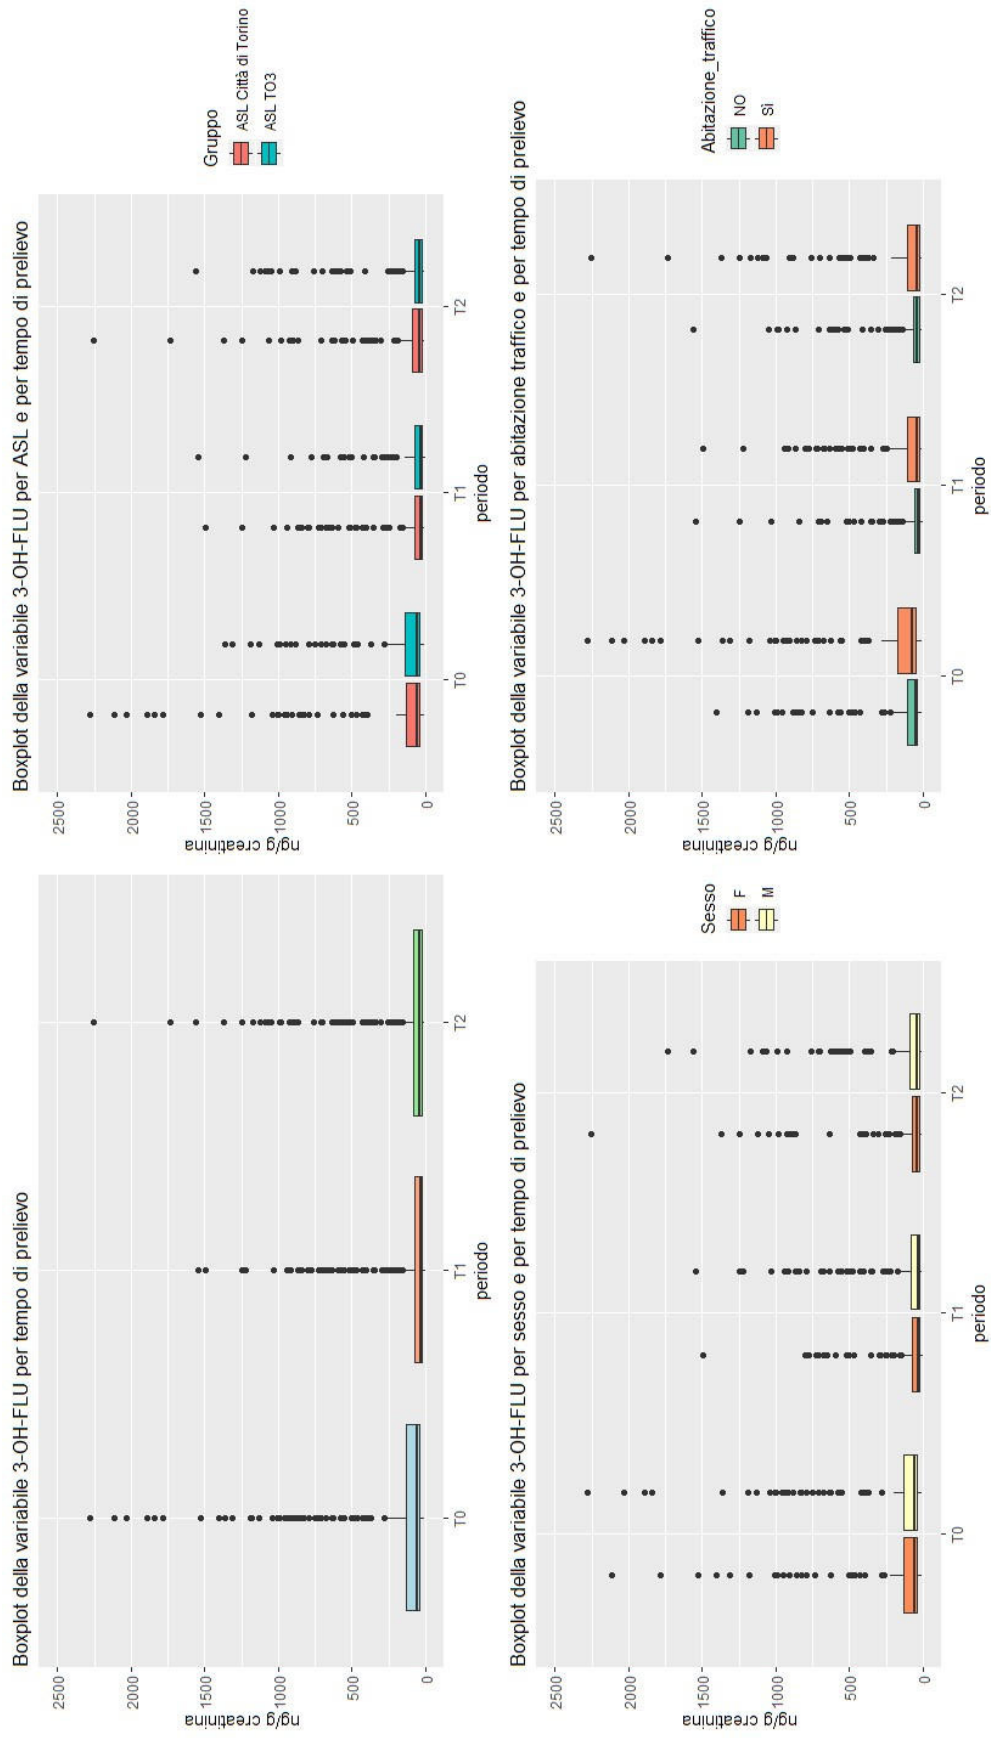 Boxplot della variabile 3-OH-FLU per tempo di prelievo
ng/g creatinina
2500
2000
1500
1000
500
0
T0
T1
T2
periodo
Boxplot della variabile 3-OH-FLU per ASL e per tempo di prelievo
ng/g creatinina
2500
2000
1500
1000
500
0
T0
T1
T2
periodo
Gruppo
ASL Città di Torino
ASL TO3
Boxplot della variabile 3-OH-FLU per sesso e per tempo di prelievo
ng/g creatinina
2500
2000
1500
1000
500
0
T0
T1
T2
periodo
Sesso
F
M
Boxplot della variabile 3-OH-FLU per abitazione traffico e per tempo di prelievo
ng/g creatinina
2500
2000
1500
1000
500
0
T0
T1
T2
periodo
Abitazione_traffico
NO
Sì